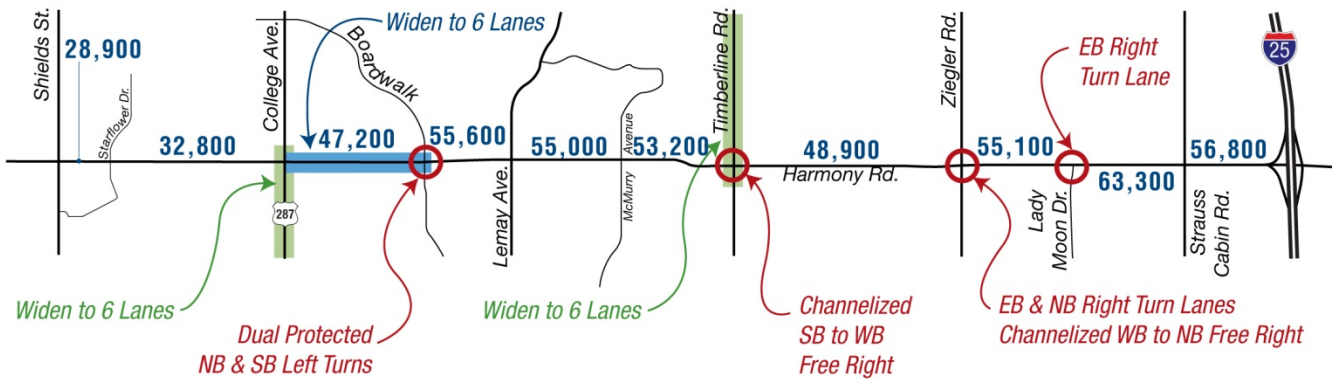 Shields St.
28,900
Starflower Dr.
32,800
College Ave.
287
Widen to 6 Lanes
47,200
Boardwalk
55,600
Lemay Ave.
55,000
McMurry Avenue
53,200
Timberline Rd.
48,900
Harmony Rd.
Ziegler Rd.
55,100
EB Right
Turn Lane
Lady
Moon Dr.
63,300
56,800
Strauss
Cabin Rd.
INTERSTATE
25
Widen to 6 Lanes
Dual Protected
NB & SB Left Turns
Widen to 6 Lanes
Channelized
SB to WB
Free Right
EB & NB Right Turn Lanes
Channelized WB to NB Free Right